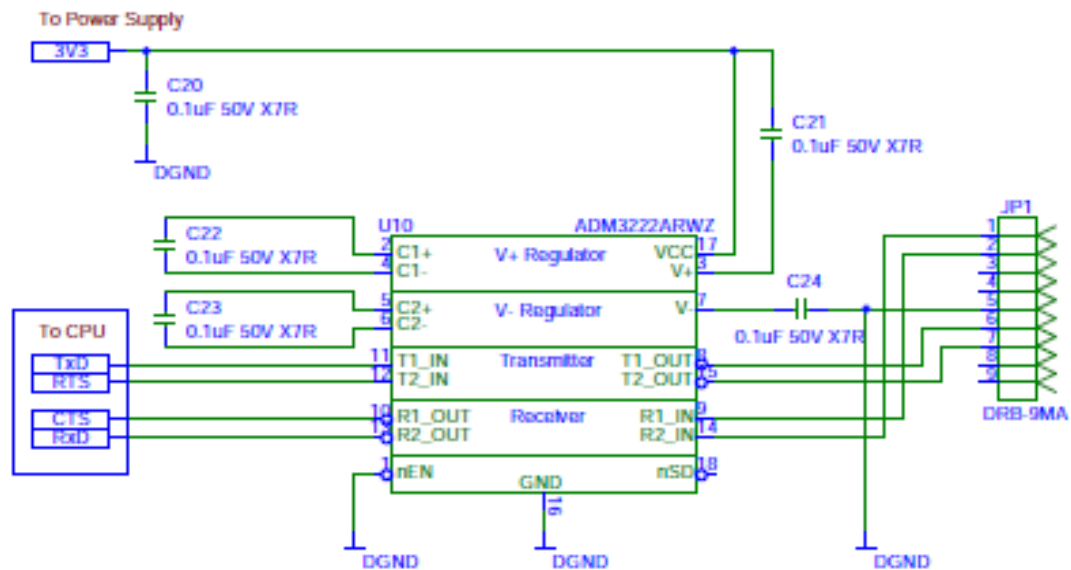 To Power Supply
3V3
C20
0.1uF 50V X7R
DGND
C21
0.1uF 50V X7R
U10
ADM3222ARWZ
JP1
C22
0.1uF 50V X7R
2
C1+
4
C1-
V+ Regulator
VCC
17
V+
3
C23
0.1uF 50V X7R
5
C2+
6
C2-
V- Regulator
V-
7
C24
0.1uF 50V X7R
1
2
3
4
5
6
7
8
9
DRB-9MA
To CPU
TxD
RTS
CTS
RxD
11
T1_IN
12
T2_IN
Transmitter
T1_OUT
8
T2_OUT
15
10
R1_OUT
R2_OUT
Receiver
R1_IN
9
R2_IN
14
1
nEN
GND
16
nSD
18
DGND
DGND
DGND